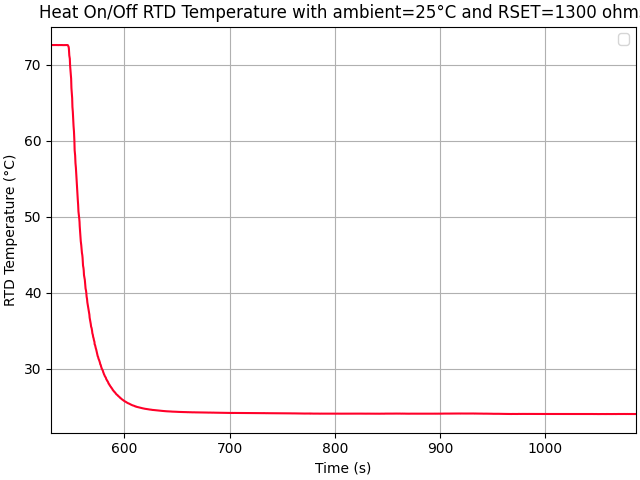 Heat On/Off RTD Temperature with ambient=25°C and RSET=1300 ohm
RTD Temperature (°C)
70
60
50
40
30
600 700 800 900 1000
Time (s)